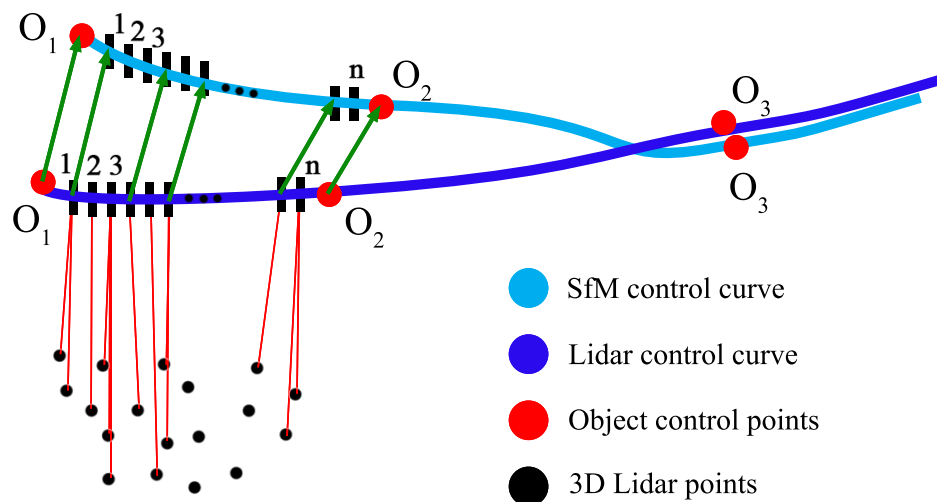 O1 1 2 3 n O2
O1 1 2 3 n O2
O3
O3
SfM control curve
Lidar control curve
Object control points
3D Lidar points